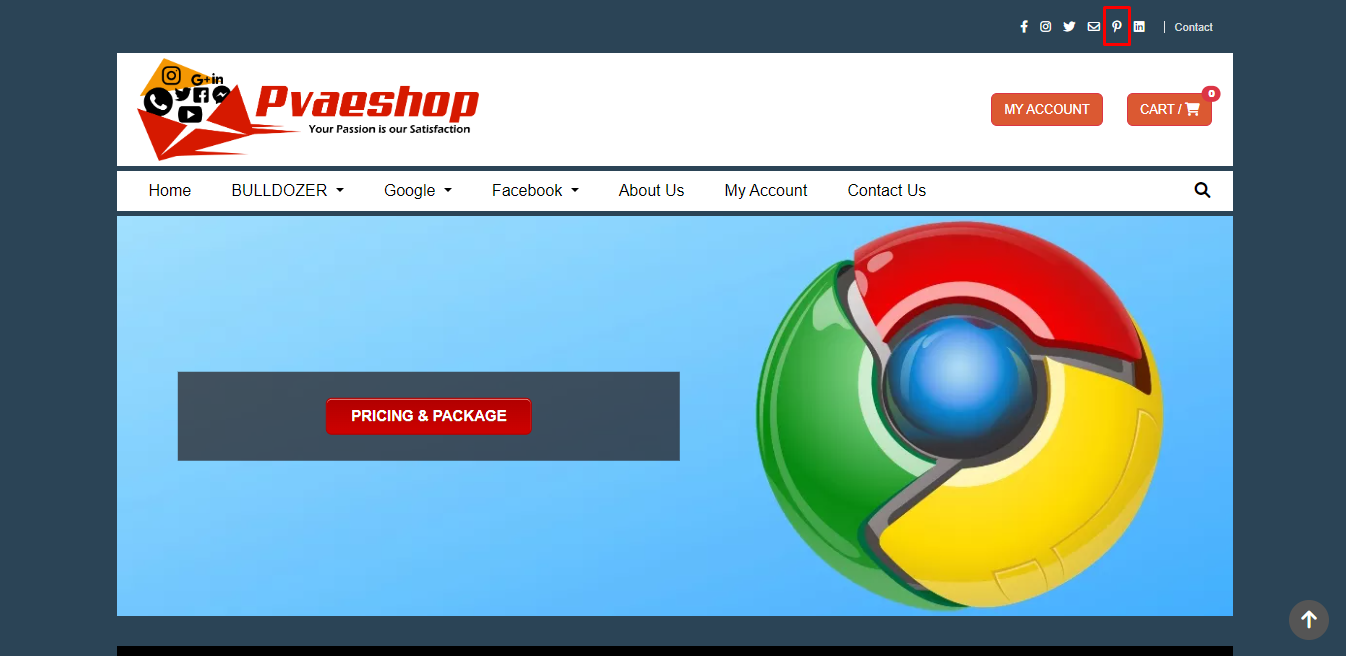 Contact
G+in
Pvaeshop
Your Passion is our Satisfaction
MY ACCOUNT
CART /
0
Home
BULLDOZER
Google
Facebook
About Us
My Account
Contact Us
PRICING & PACKAGE